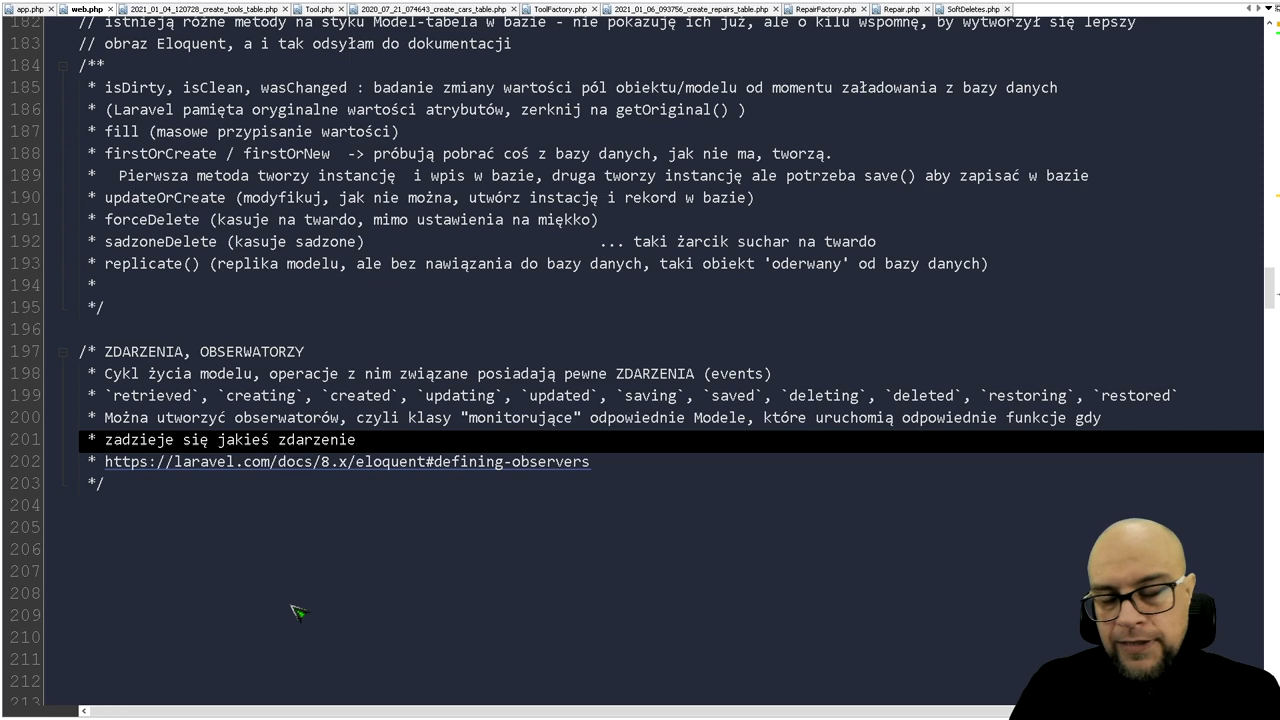 app.php
web.php
2021_01_04_120728_create_tools_table.php
Tool.php
2020_07_21_074643_create_cars_table.php
ToolFactory.php
2021_01_06_093756_create_repairs_table.php
RepairFactory.php
Repair.php
SoftDeletes.php
182 // istnieją różne metody na styku Model-tabela w bazie - nie pokazuję ich już, ale o kilu wspomnę, by wytworzył się lepszy
183 // obraz Eloquent, a i tak odsyłam do dokumentacji
184 /**
185 * isDirty, isClean, wasChanged : badanie zmiany wartości pól obiektu/modelu od momentu załadowania z bazy danych
186 * (Laravel pamięta oryginalne wartości atrybutów, zerknij na getOriginal() )
187 * fill (masowe przypisanie wartości)
188 * firstOrCreate / firstOrNew -> próbują pobrać coś z bazy danych, jak nie ma, tworzą.
189 * Pierwsza metoda tworzy instancję i wpis w bazie, druga tworzy instancję ale potrzeba save() aby zapisać w bazie
190 * updateOrCreate (modyfikuj, jak nie można, utwórz instację i rekord w bazie)
191 * forceDelete (kasuje na twardo, mimo ustawienia na miękko)
192 * sadzoneDelete (kasuje sadzone) ... taki żarcik suchar na twardo
193 * replicate() (replika modelu, ale bez nawiązania do bazy danych, taki obiekt 'oderwany' od bazy danych)
194 *
195 */
196
197 /* ZDARZENIA, OBSERWATORZY
198 * Cykl życia modelu, operacje z nim związane posiadają pewne ZDARZENIA (events)
199 * `retrieved`, `creating`, `created`, `updating`, `updated`, `saving`, `saved`, `deleting`, `deleted`, `restoring`, `restored`
200 * Można utworzyć obserwatorów, czyli klasy "monitorujące" odpowiednie Modele, które uruchomią odpowiednie funkcje gdy
201 * zadzieje się jakieś zdarzenie
202 * https://laravel.com/docs/8.x/eloquent#defining-observers
203 */
204
205
206
207
208
209
210
211
213